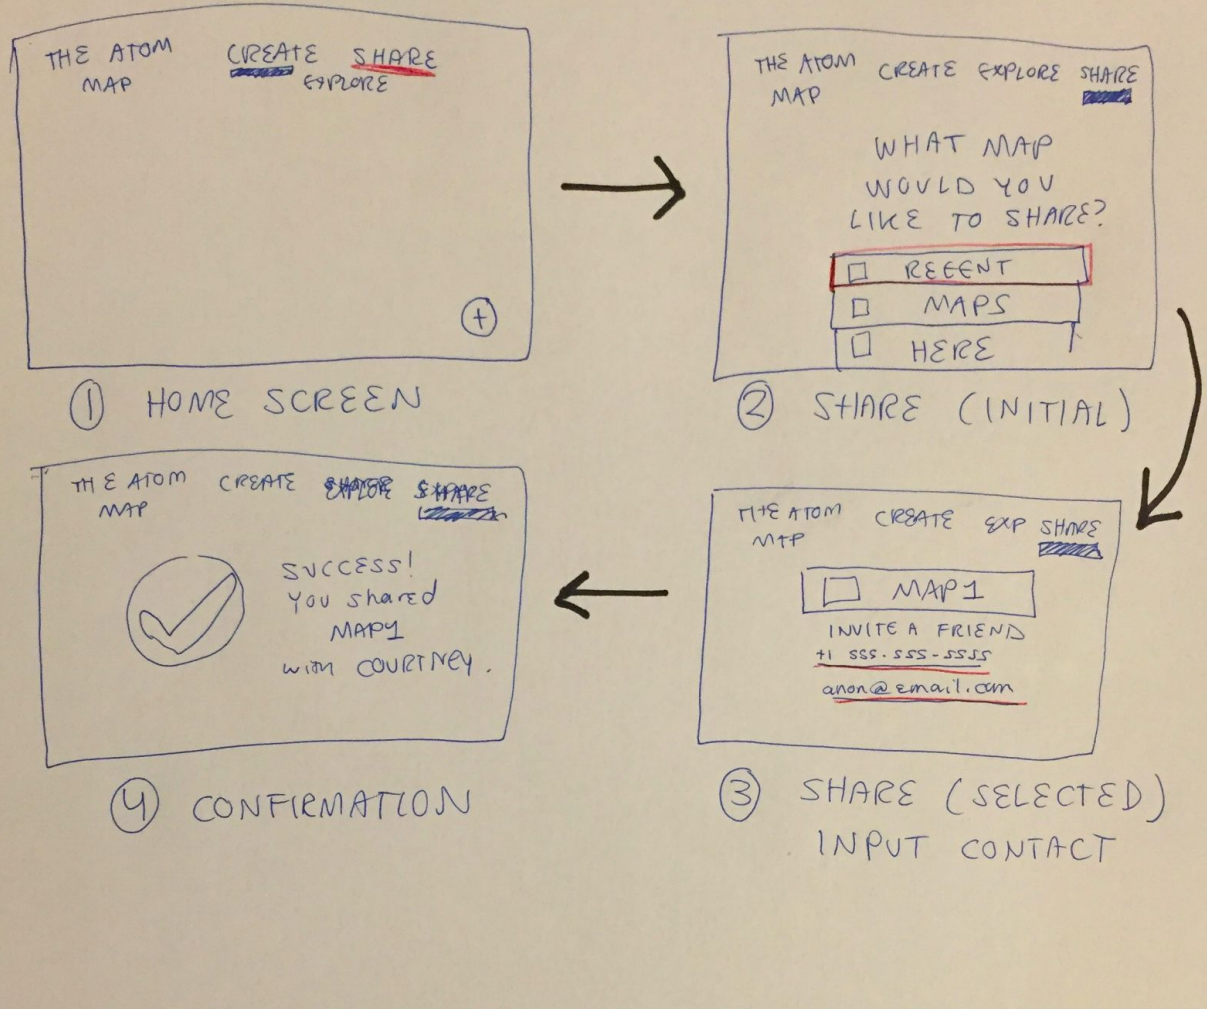 THE ATOM MAP
CREATE SHARE
EXPLORE
+
1 HOME SCREEN
THE ATOM MAP
CREATE EXPLORE SHARE
WHAT MAP
WOULD YOU
LIKE TO SHARE?
RECENT
MAPS
HERE
2 SHARE (INITIAL)
THE ATOM MAP
CREATE EXP SHARE
MAP1
INVITE A FRIEND
+1 555-555-5555
anon@email.com
3 SHARE (SELECTED)
INPUT CONTACT
THE ATOM MAP
CREATE EXPLORE SHARE
SUCCESS!
You shared
MAP1
with COURTNEY.
4 CONFIRMATION